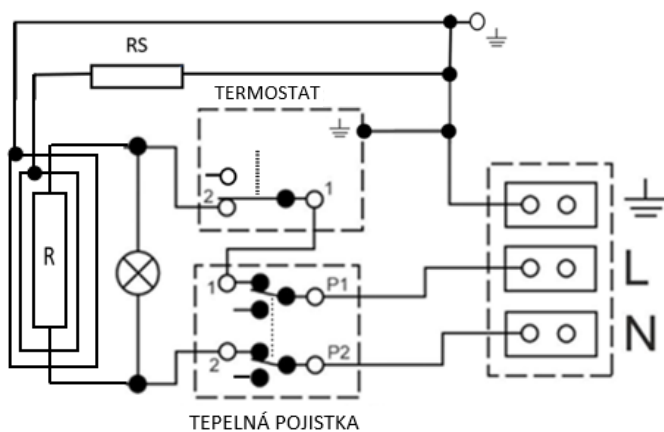 RS
TERMOSTAT
2
1
R
1
P1
L
2
P2
N
TEPELNÁ POJISTKA